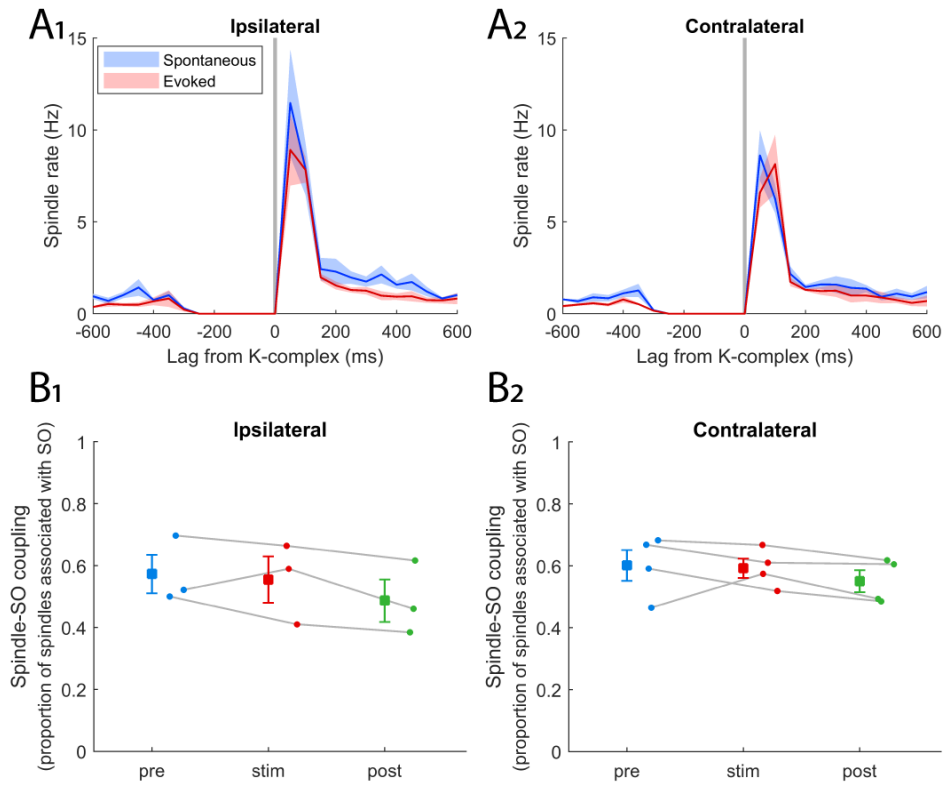 A1
Ipsilateral
Spindle rate (Hz)
15
10
5
0
Spontaneous
Evoked
-600 -400 -200 0 200 400 600
Lag from K-complex (ms)
A2
Contralateral
Spindle rate (Hz)
15
10
5
0
-600 -400 -200 0 200 400 600
Lag from K-complex (ms)
B1
Ipsilateral
Spindle-SO coupling
(proportion of spindles associated with SO)
1
0.8
0.6
0.4
0.2
0
pre stim post
B2
Contralateral
Spindle-SO coupling
(proportion of spindles associated with SO)
1
0.8
0.6
0.4
0.2
0
pre stim post